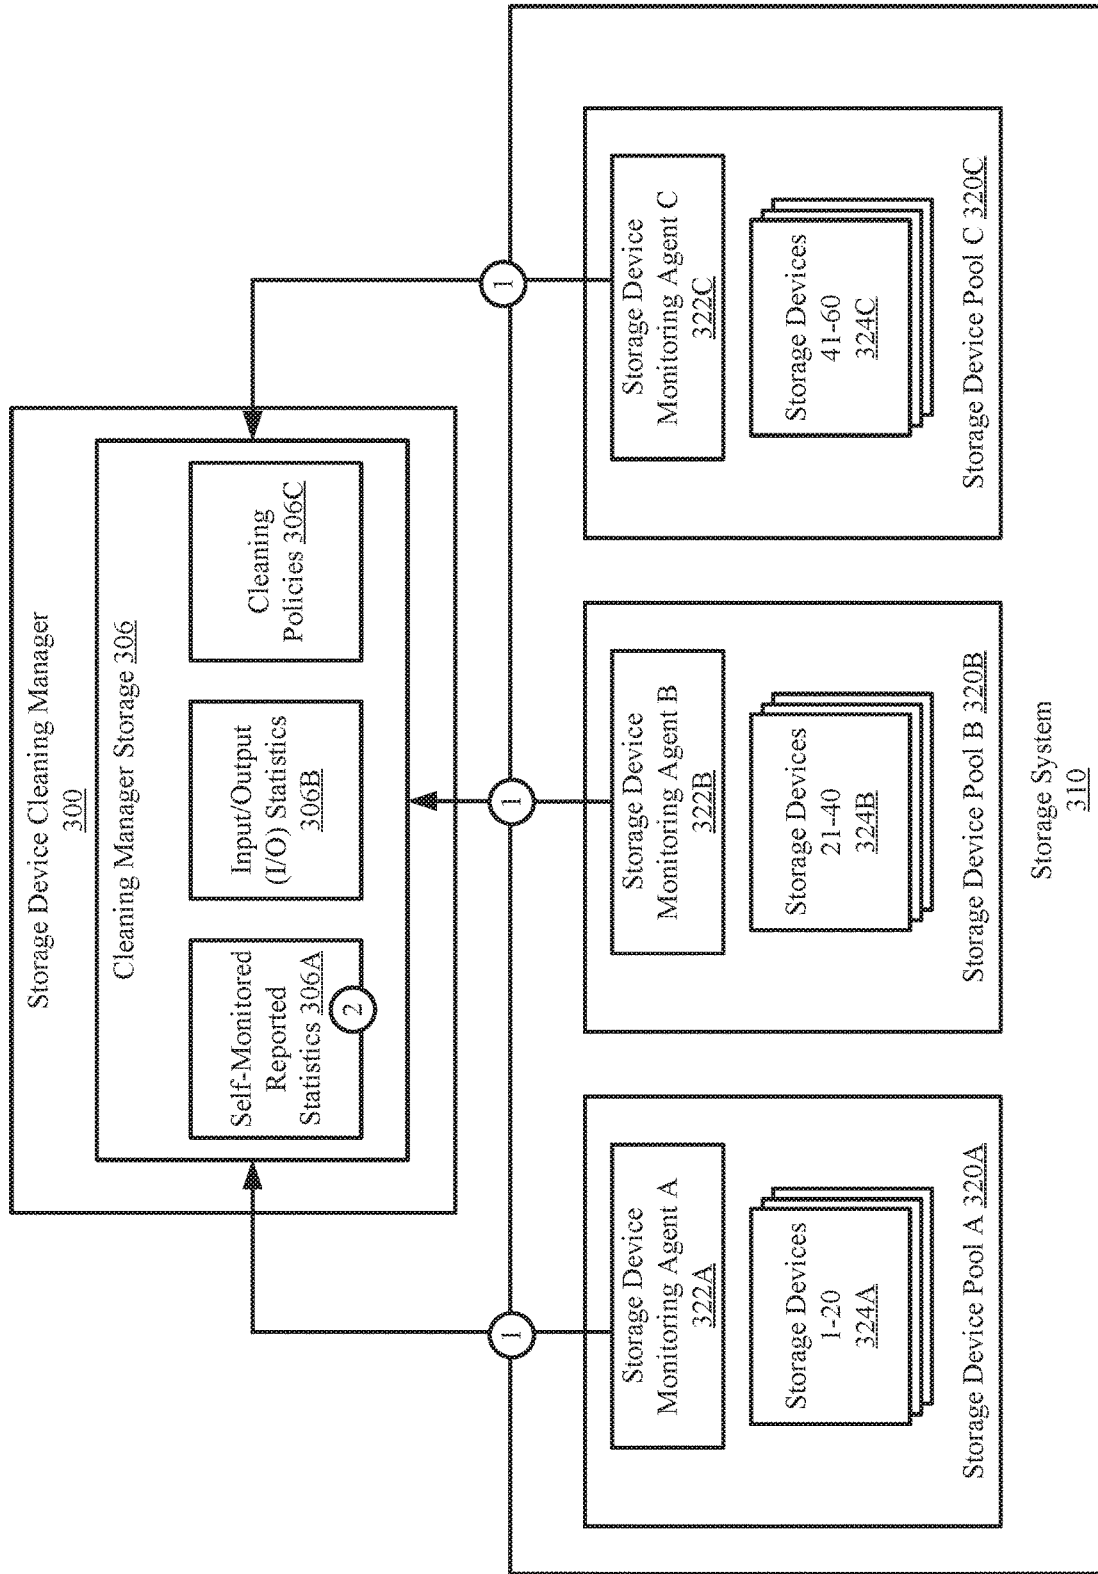 Storage Device Cleaning Manager
300
Cleaning Manager Storage 306
Self-Monitored
Reported
Statistics 306A
2
Input/Output
(I/O) Statistics
306B
Cleaning
Policies 306C
1
1
1
Storage Device
Monitoring Agent A
322A
Storage Devices
1-20
324A
Storage Device Pool A 320A
Storage Device
Monitoring Agent B
322B
Storage Devices
21-40
324B
Storage Device Pool B 320B
Storage Device
Monitoring Agent C
322C
Storage Devices
41-60
324C
Storage Device Pool C 320C
Storage System
310